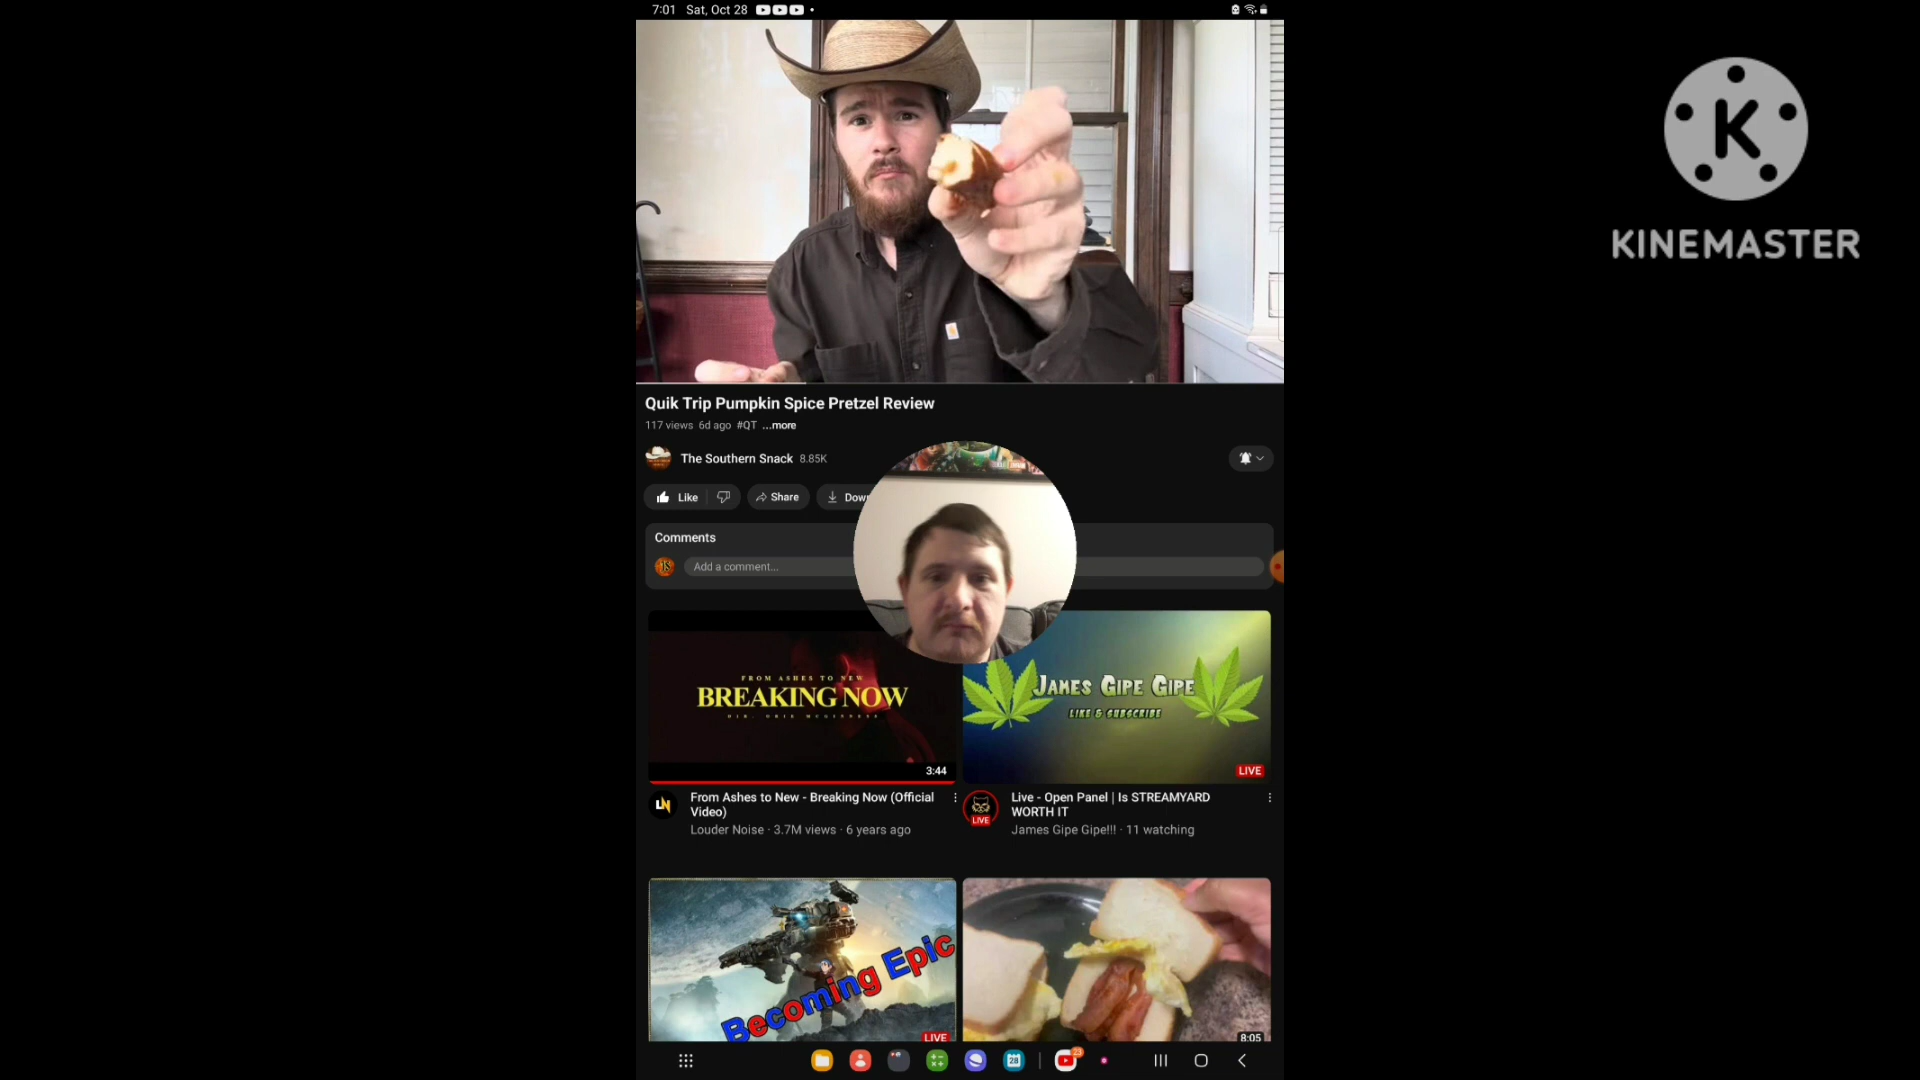 7:01 Sat, Oct 28
K
KINEMASTER
Quik Trip Pumpkin Spice Pretzel Review
117 views 6d ago #QT ...more
The Southern Snack 8.85K
Like
Share
Dow
Comments
Add a comment...
FROM ASHES TO NEW
BREAKING NOW
3:44
JAMES GIPE GIPE
LIKE & SUBSCRIBE
LIVE
From Ashes to New - Breaking Now (Official
Video)
Louder Noise · 3.7M views · 6 years ago
LIVE
Live - Open Panel | Is STREAMYARD
WORTH IT
James Gipe Gipe!!! · 11 watching
Becoming Epic
LIVE
8:05
28
23